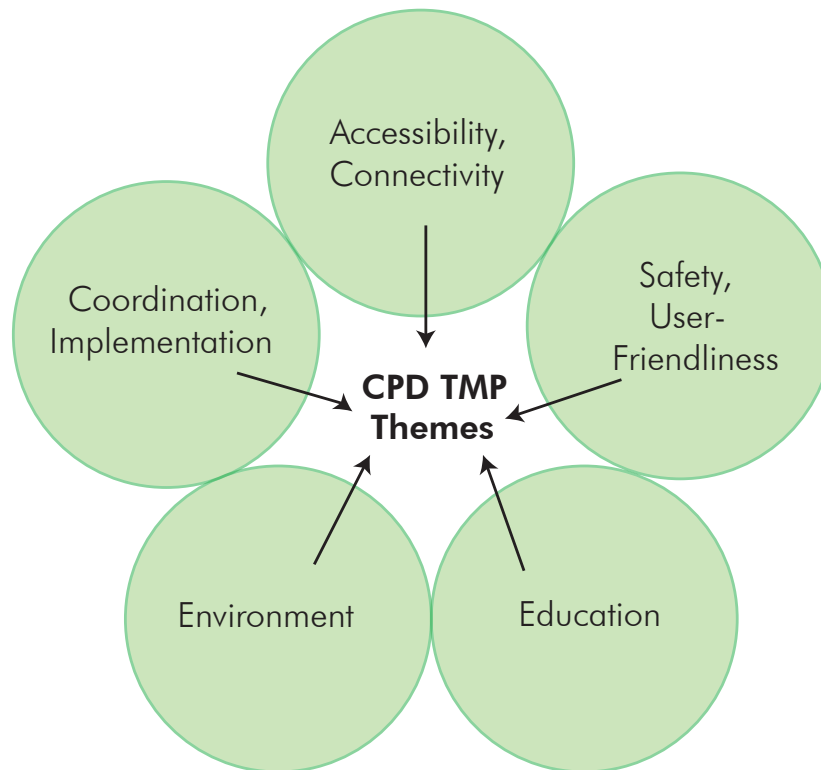 Accessibility,
Connectivity
Coordination,
Implementation
Safety,
User-
Friendliness
CPD TMP
Themes
Environment
Education